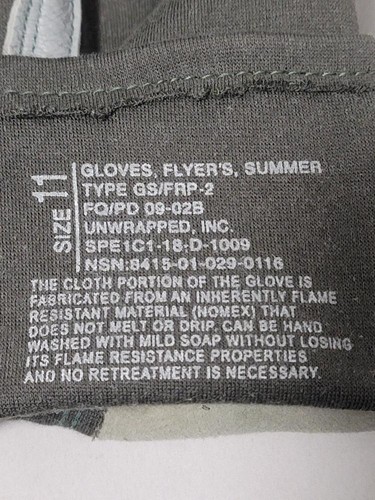 SIZE 11
GLOVES, FLYER'S, SUMMER
TYPE GS/FRP-2
FQ/PD 09-02B
UNWRAPPED, INC.
SPE1C1-18-D-1009
NSN:8415-01-029-0116
THE CLOTH PORTION OF THE GLOVE IS
FABRICATED FROM AN INHERENTLY FLAME
RESISTANT MATERIAL (NOMEX) THAT
DOES NOT MELT OR DRIP, CAN BE HAND
WASHED WITH MILD SOAP WITHOUT LOSING
ITS FLAME RESISTANCE PROPERTIES
AND NO RETREATMENT IS NECESSARY.